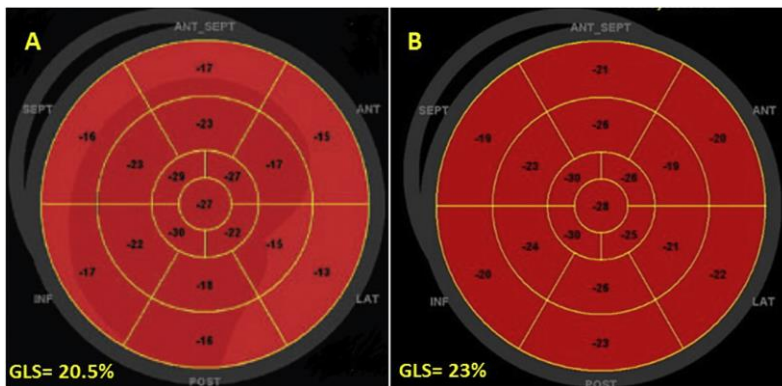 A
ANT_SEPT
SEPT
ANT
-17
-16
-15
-23
-23
-17
-29
-27
-27
-30
-22
-22
-15
-17
-13
-18
-16
INF
LAT
POST
GLS= 20.5%
B
ANT_SEPT
SEPT
ANT
-21
-19
-20
-26
-23
-19
-30
-26
-28
-30
-25
-24
-21
-20
-22
-26
-23
INF
LAT
POST
GLS= 23%